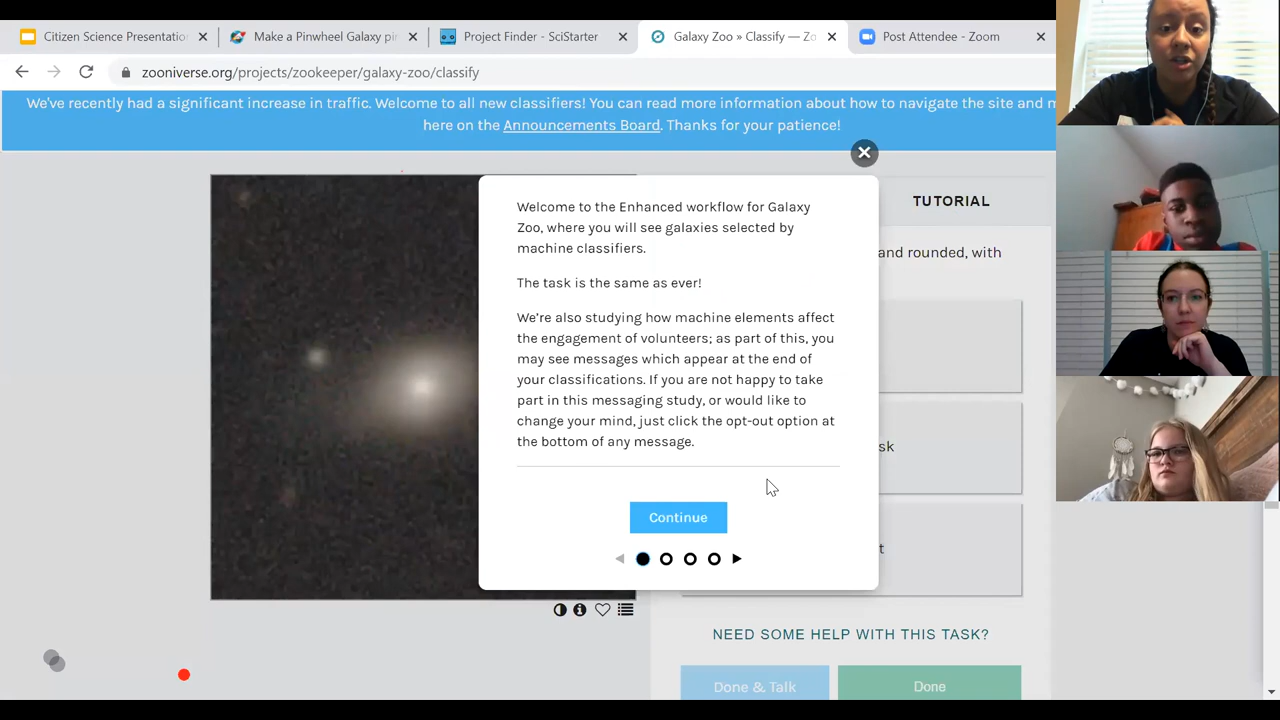 Citizen Science Presentatio
Make a Pinwheel Galaxy pi
Project Finder - SciStarter
Galaxy Zoo » Classify — Zo
Post Attendee - Zoom
zooniverse.org/projects/zookeeper/galaxy-zoo/classify
We've recently had a significant increase in traffic. Welcome to all new classifiers! You can read more information about how to navigate the site and m
here on the Announcements Board. Thanks for your patience!
Welcome to the Enhanced workflow for Galaxy
Zoo, where you will see galaxies selected by
machine classifiers.
The task is the same as ever!
We're also studying how machine elements affect
the engagement of volunteers; as part of this, you
may see messages which appear at the end of
your classifications. If you are not happy to take
part in this messaging study, or would like to
change your mind, just click the opt-out option at
the bottom of any message.
Continue
TUTORIAL
and rounded, with
sk
t
NEED SOME HELP WITH THIS TASK?
Done & Talk
Done